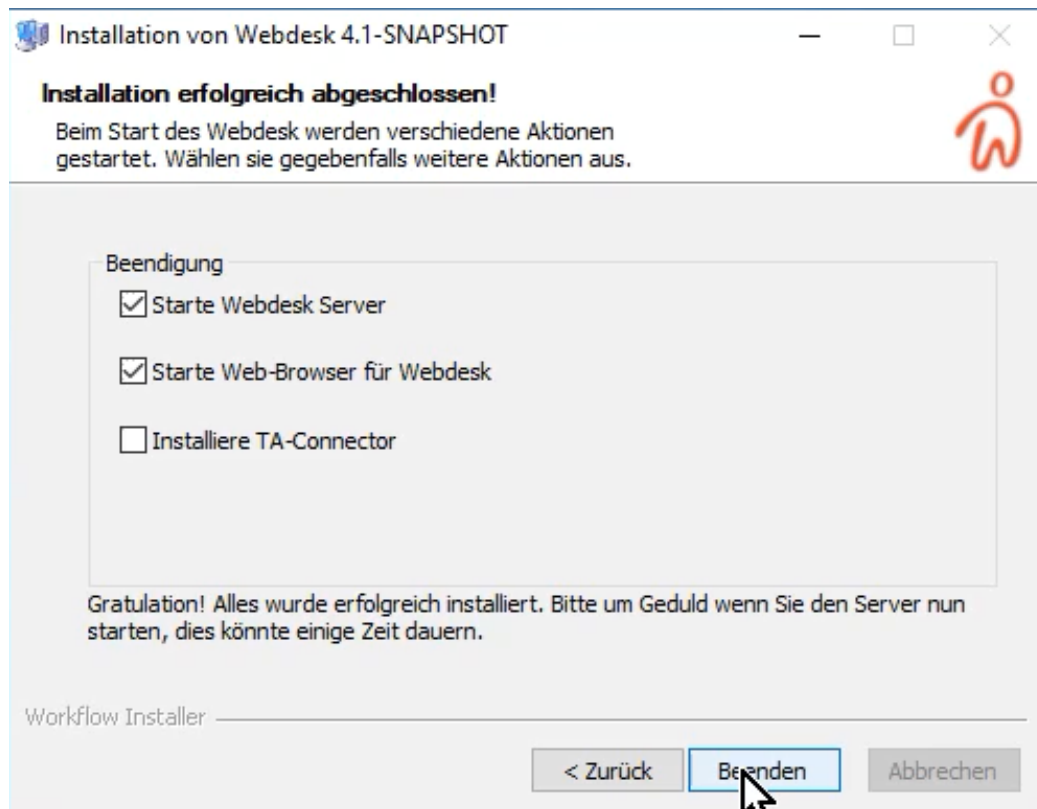 Installation von Webdesk 4.1-SNAPSHOT
Installation erfolgreich abgeschlossen!
Beim Start des Webdesk werden verschiedene Aktionen
gestartet. Wählen sie gegebenfalls weitere Aktionen aus.
Beendigung
Starte Webdesk Server
Starte Web-Browser für Webdesk
Installiere TA-Connector
Gratulation! Alles wurde erfolgreich installiert. Bitte um Geduld wenn Sie den Server nun
starten, dies könnte einige Zeit dauern.
Workflow Installer
< Zurück Beenden Abbrechen